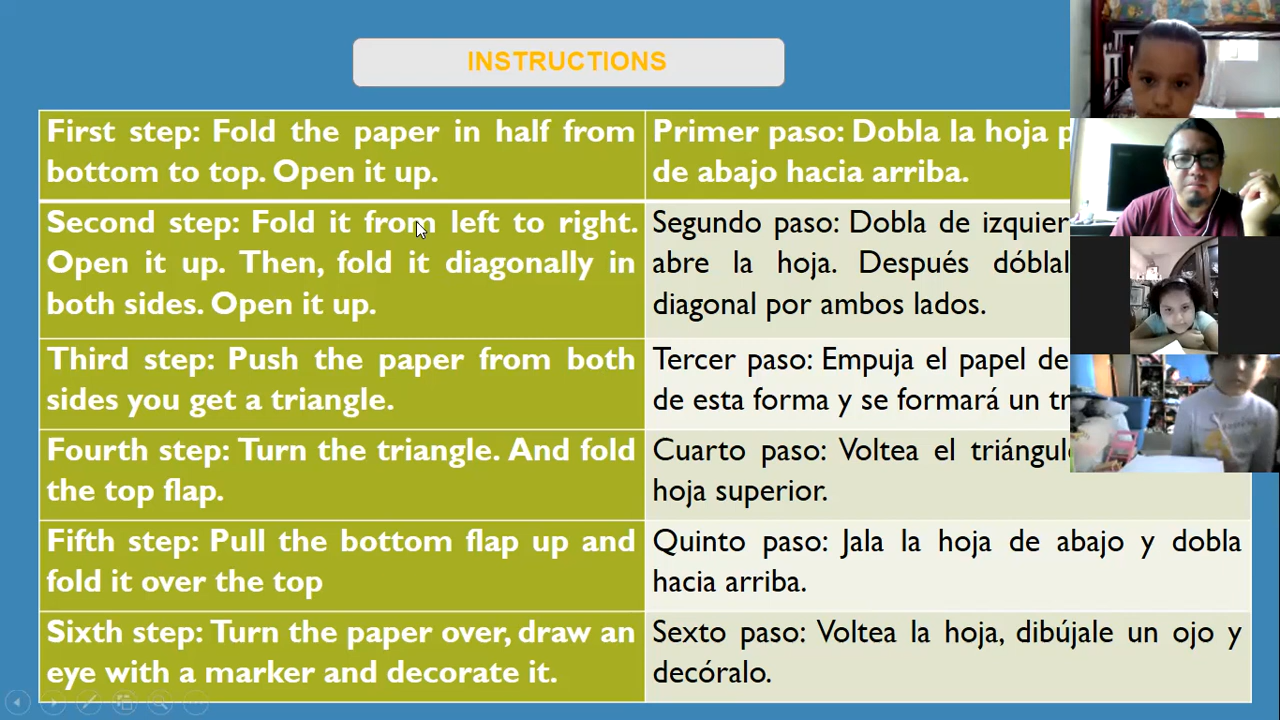 INSTRUCTIONS
First step: Fold the paper in half from
bottom to top. Open it up.
Primer paso: Dobla la hoja
de abajo hacia arriba.
Second step: Fold it from left to right.
Open it up. Then, fold it diagonally in
both sides. Open it up.
Segundo paso: Dobla de
abre la hoja. Después
diagonal por ambos lados.
Third step: Push the paper from both
sides you get a triangle.
Tercer paso: Empuja el papel
de esta forma y se formará un
Fourth step: Turn the triangle. And fold
the top flap.
Cuarto paso: Voltea el
hoja superior.
Fifth step: Pull the bottom flap up and
fold it over the top
Quinto paso: Jala la hoja de abajo y dobla
hacia arriba.
Sixth step: Turn the paper over, draw an
eye with a marker and decorate it.
Sexto paso: Voltea la hoja, dibújale un ojo y
decóralo.